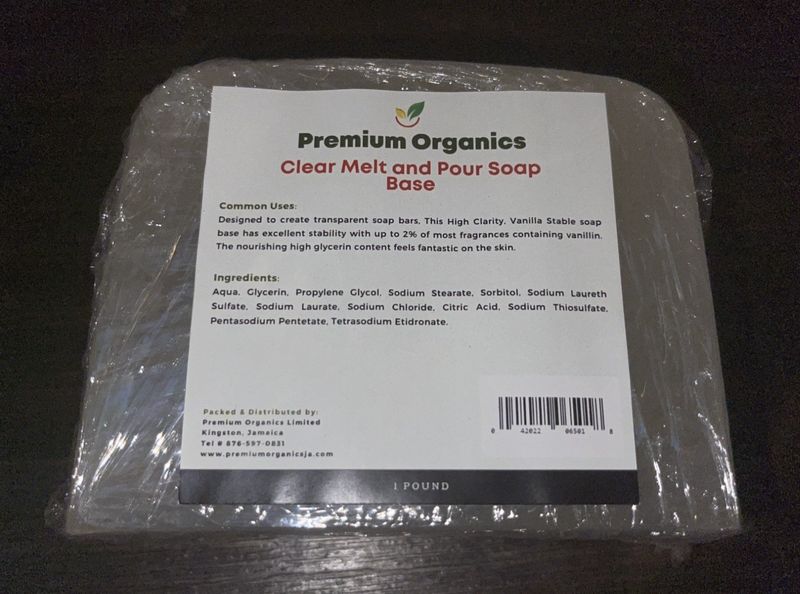 Premium Organics
Clear Melt and Pour Soap
Base
Common Uses:
Designed to create transparent soap bars. This High Clarity, Vanilla Stable soap
base has excellent stability with up to 2% of most fragrances containing vanillin.
The nourishing high glycerin content feels fantastic on the skin.
Ingredients:
Aqua, Glycerin, Propylene Glycol, Sodium Stearate, Sorbitol, Sodium Laureth
Sulfate, Sodium Laurate, Sodium Chloride, Citric Acid, Sodium Thiosulfate,
Pentasodium Pentetate, Tetrasodium Etidronate.
Packed & Distributed by:
Premium Organics Limited
Kingston, Jamaica
Tel # 876-597-0831
www.premiumorganicsja.com
0 42022 06501 8
1 POUND